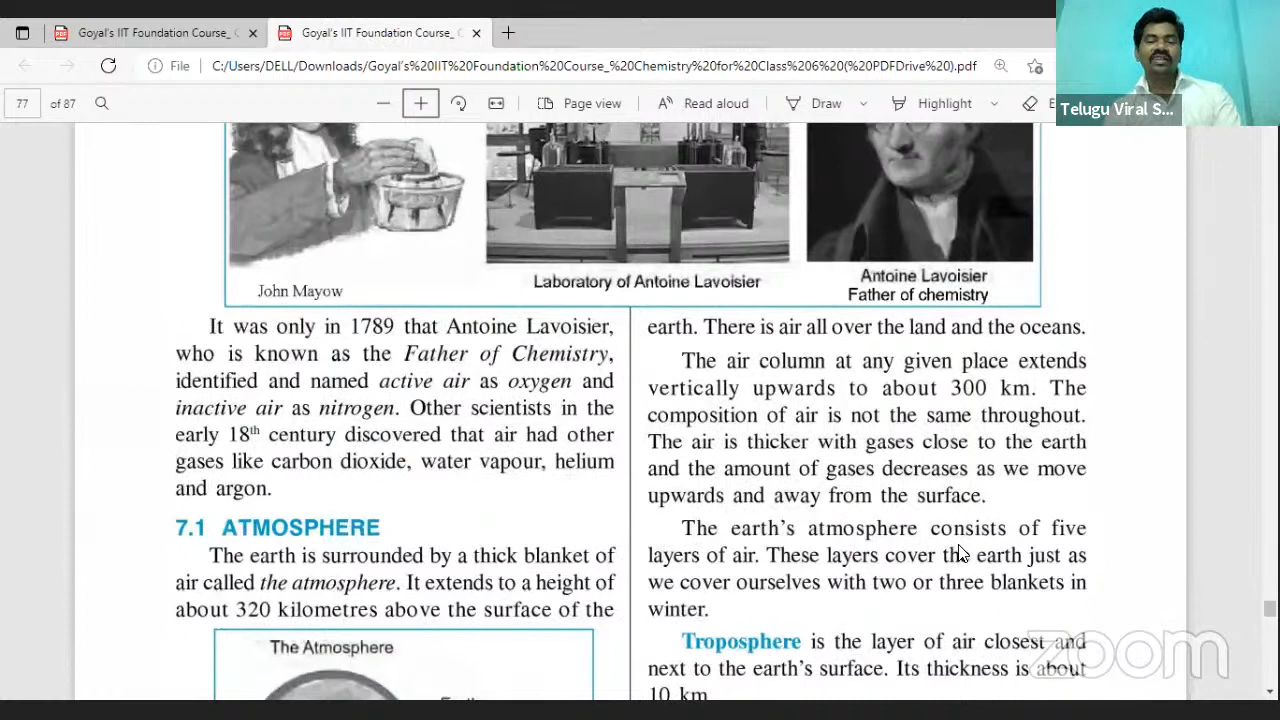 Goyal's IIT Foundation Course_ C
Goyal's IIT Foundation Course_ C
File
C:/Users/DELL/Downloads/Goyal's%20IIT%20Foundation%20Course_%20Chemistry%20for%20Class%206%20(%20PDFDrive%20).pdf
77 of 87
Page view
Read aloud
Draw
Highlight
Telugu Viral S...
John Mayow
Laboratory of Antoine Lavoisier
Antoine Lavoisier
Father of chemistry
It was only in 1789 that Antoine Lavoisier,
who is known as the Father of Chemistry,
identified and named active air as oxygen and
inactive air as nitrogen. Other scientists in the
early 18th century discovered that air had other
gases like carbon dioxide, water vapour, helium
and argon.
7.1 ATMOSPHERE
The earth is surrounded by a thick blanket of
air called the atmosphere. It extends to a height of
about 320 kilometres above the surface of the
The Atmosphere
earth. There is air all over the land and the oceans.
The air column at any given place extends
vertically upwards to about 300 km. The
composition of air is not the same throughout.
The air is thicker with gases close to the earth
and the amount of gases decreases as we move
upwards and away from the surface.
The earth's atmosphere consists of five
layers of air. These layers cover the earth just as
we cover ourselves with two or three blankets in
winter.
Troposphere is the layer of air closest and
next to the earth's surface. Its thickness is about
10 km
zoom